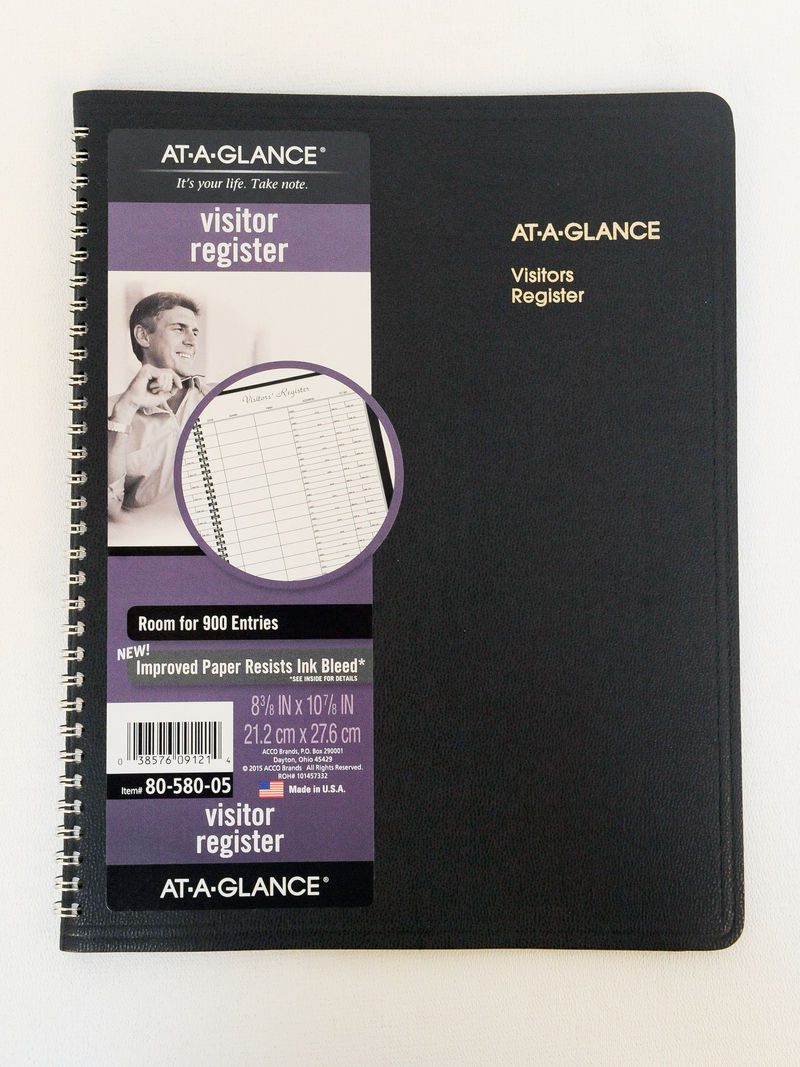 AT-A-GLANCE®
It's your life. Take note.
visitor
register
Visitors' Register
Room for 900 Entries
NEW!
Improved Paper Resists Ink Bleed*
*SEE INSIDE FOR DETAILS
8 3/8 IN x 10 7/8 IN
21.2 cm x 27.6 cm
ACCO Brands, P.O. Box 290001
Dayton, Ohio 45429
© 2015 ACCO Brands All Rights Reserved.
ROH# 101457332
Made in U.S.A.
0 38576 09121 4
Item# 80-580-05
visitor
register
AT-A-GLANCE®
AT-A-GLANCE
Visitors
Register